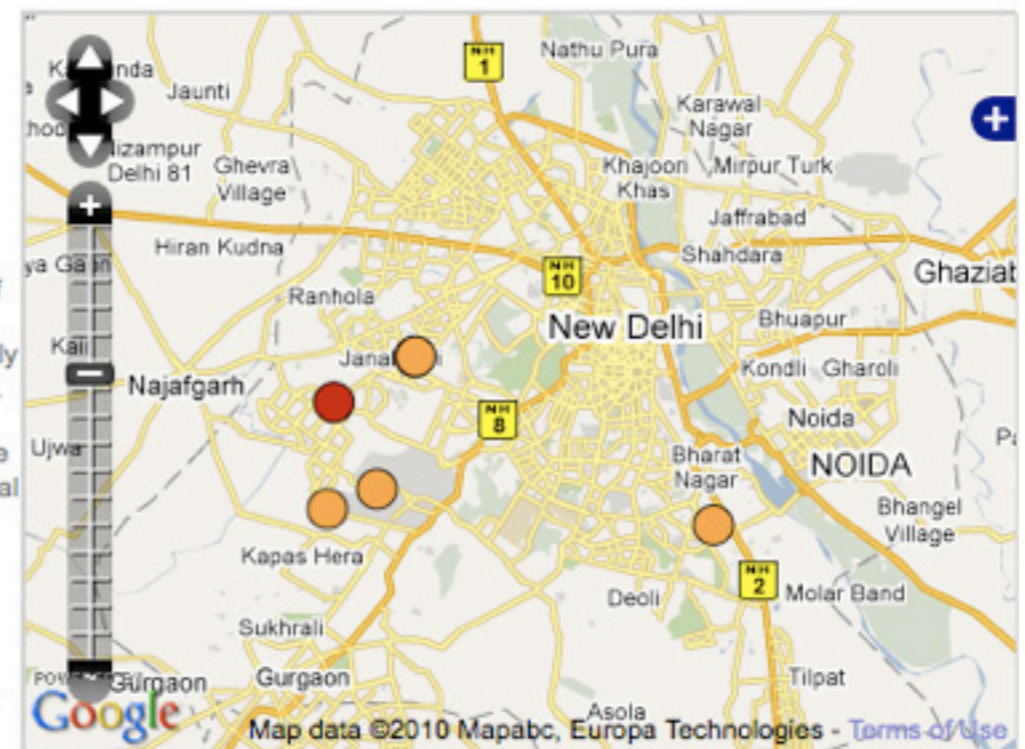 NH
1
Nathu Pura
Jaunti
Karawal
Nagar
Delhi 81
Ghevra
Village
Khajoori
Khas
Mirpur Turk
Jaffrabad
Hiran Kudna
Shahdara
NH
10
Ranhola
New Delhi
Bhuapur
Najafgarh
Kondli
Gharoli
NH
8
Noida
NOIDA
Bharat
Nagar
Bhangel
Village
Kapas Hera
NH
2
Deoli
Molar Band
Sukhrali
Gurgaon
Gurgaon
Tilpat
Google
Asola
Map data ©2010 Mapabc, Europa Technologies - Terms of Use